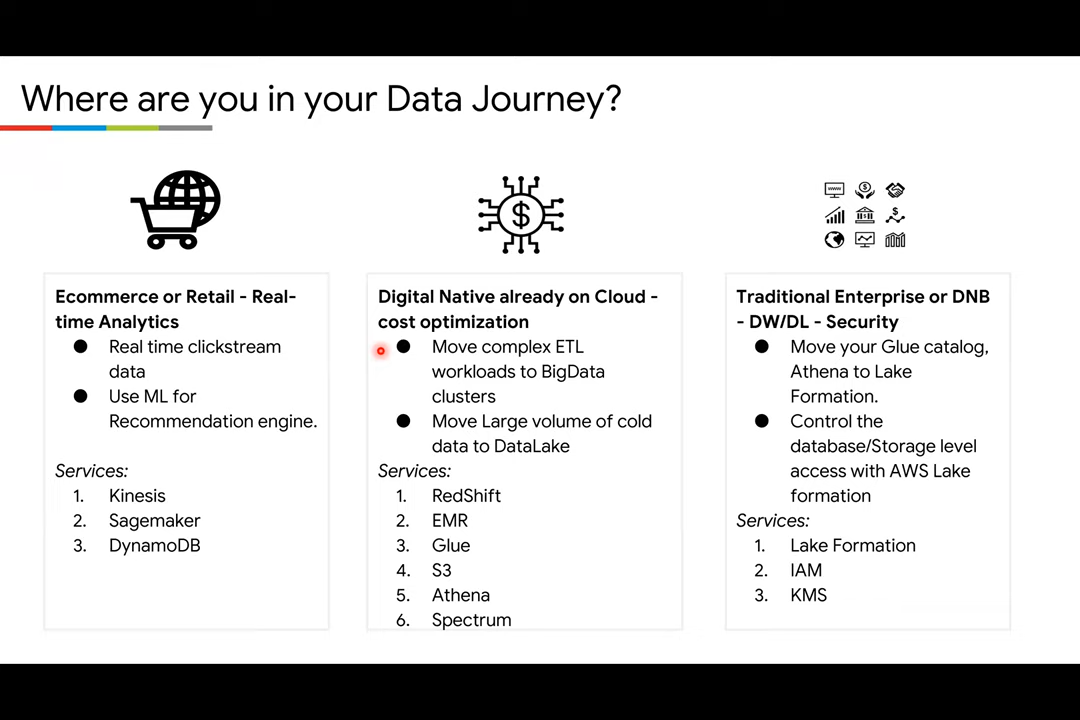 Where are you in your Data Journey?
Ecommerce or Retail - Real-
time Analytics
● Real time clickstream
data
● Use ML for
Recommendation engine.
Services:
1. Kinesis
2. Sagemaker
3. DynamoDB
Digital Native already on Cloud -
cost optimization
● Move complex ETL
workloads to BigData
clusters
● Move Large volume of cold
data to DataLake
Services:
1. RedShift
2. EMR
3. Glue
4. S3
5. Athena
6. Spectrum
Traditional Enterprise or DNB
- DW/DL - Security
● Move your Glue catalog,
Athena to Lake
Formation.
● Control the
database/Storage level
access with AWS Lake
formation
Services:
1. Lake Formation
2. IAM
3. KMS